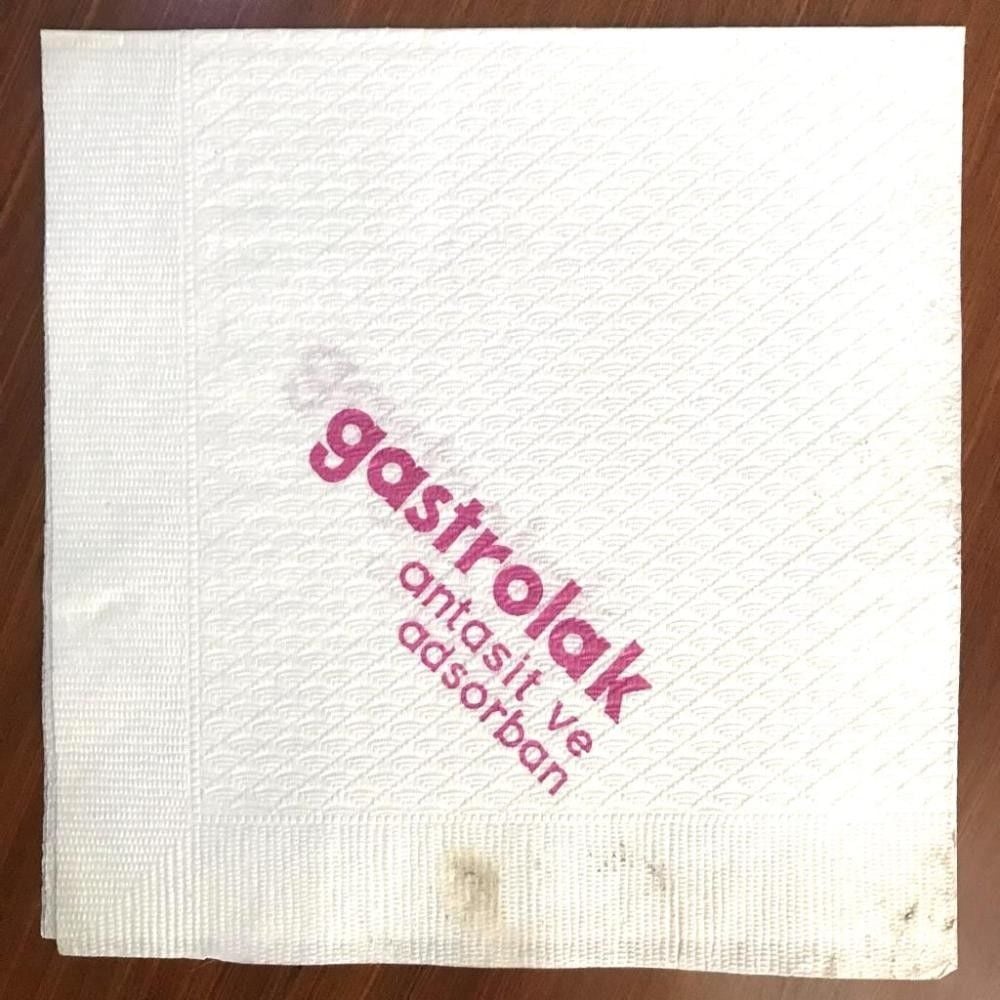 gastrolak
antasit ve
adsorban